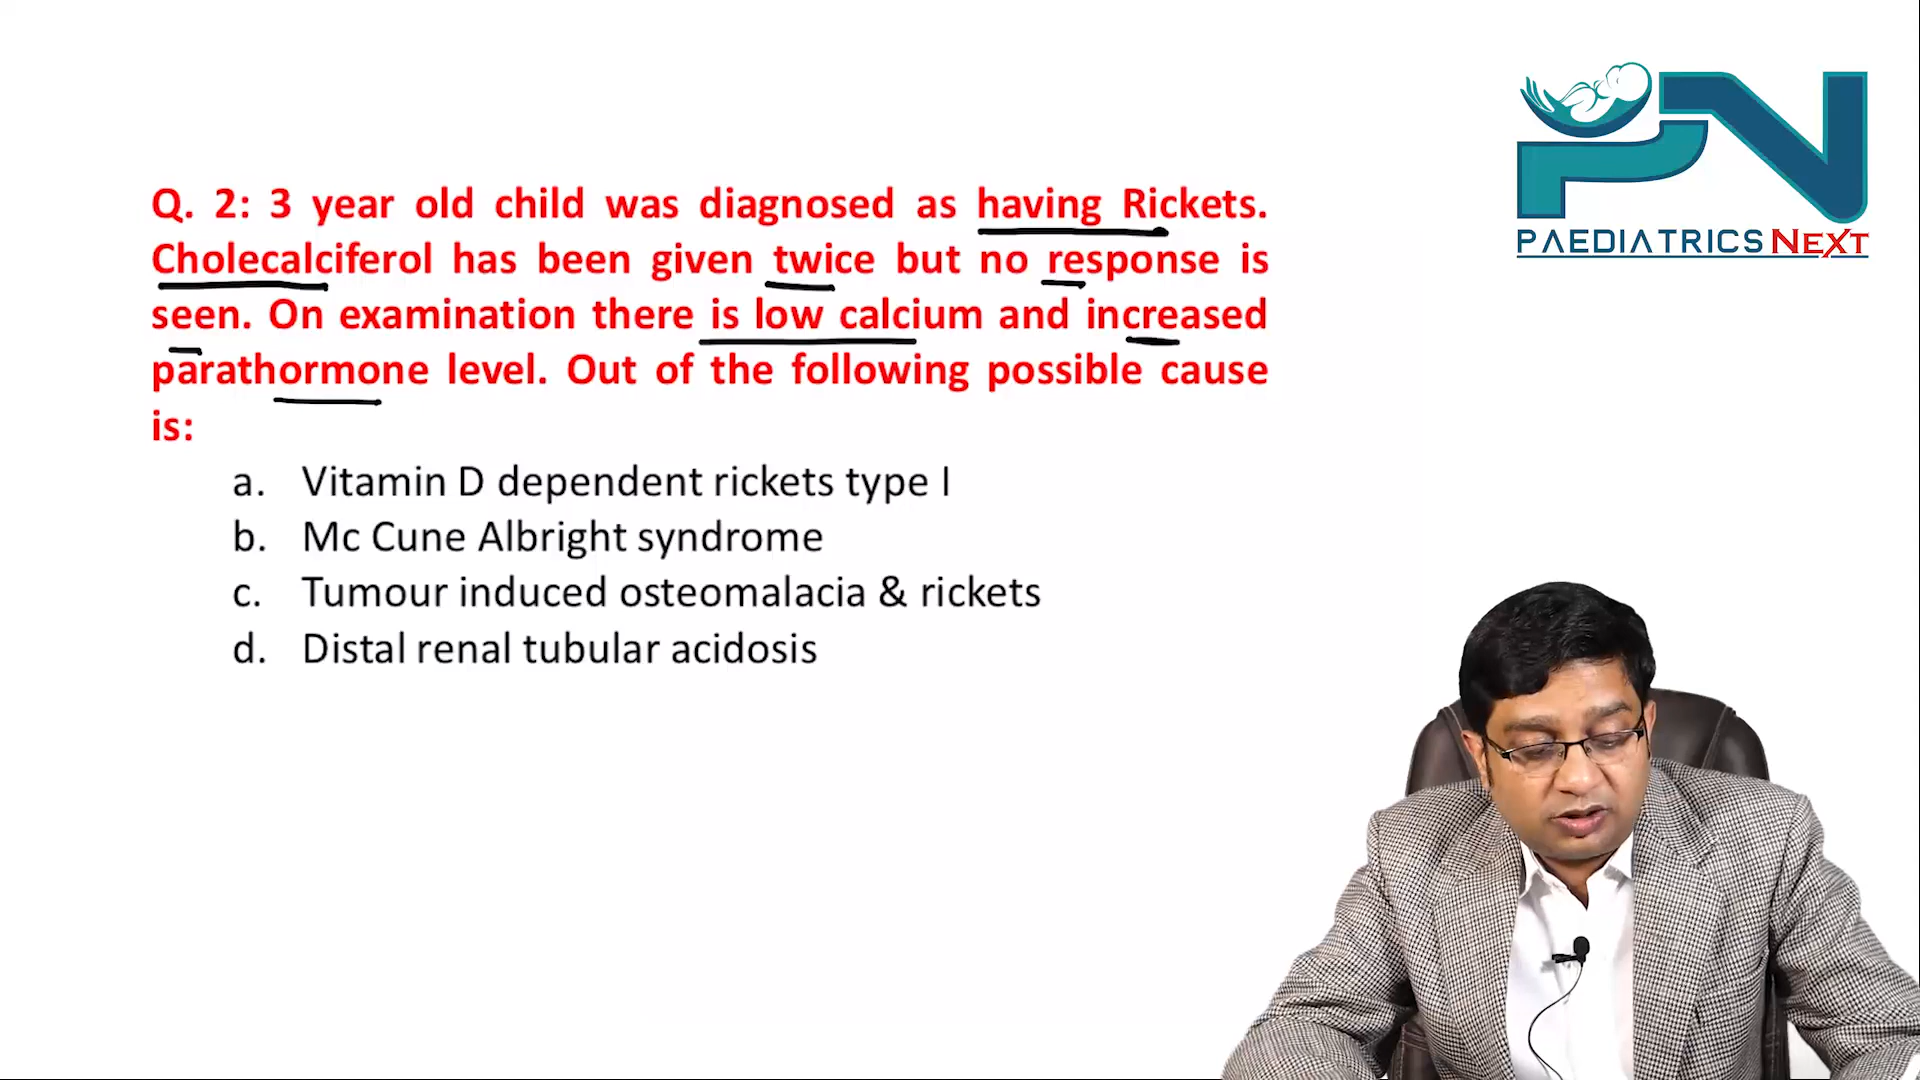 PAEDIATRICS NEXT
Q. 2: 3 year old child was diagnosed as having Rickets.
Cholecalciferol has been given twice but no response is
seen. On examination there is low calcium and increased
parathormone level. Out of the following possible cause
is:
a. Vitamin D dependent rickets type I
b. Mc Cune Albright syndrome
c. Tumour induced osteomalacia & rickets
d. Distal renal tubular acidosis